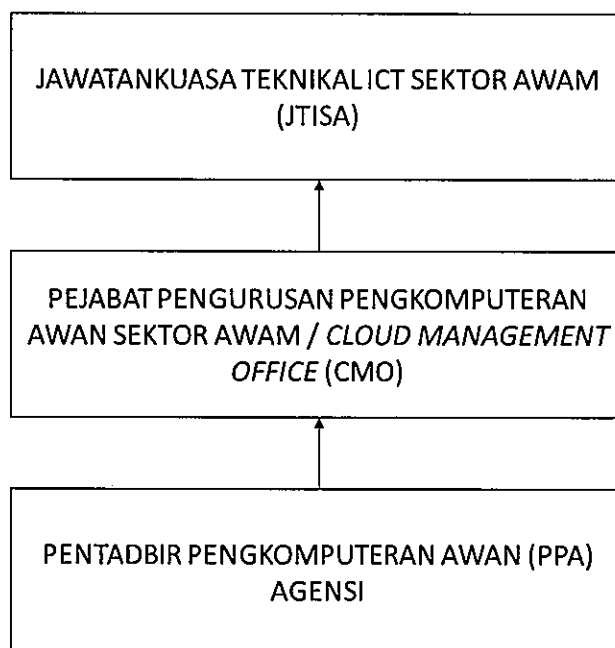 JAWATANKUASA TEKNIKAL ICT SEKTOR AWAM
(JTISA)
PEJABAT PENGURUSAN PENGKOMPUTERAN
AWAN SEKTOR AWAM / CLOUD MANAGEMENT
OFFICE (CMO)
PENTADBIR PENGKOMPUTERAN AWAN (PPA)
AGENSI